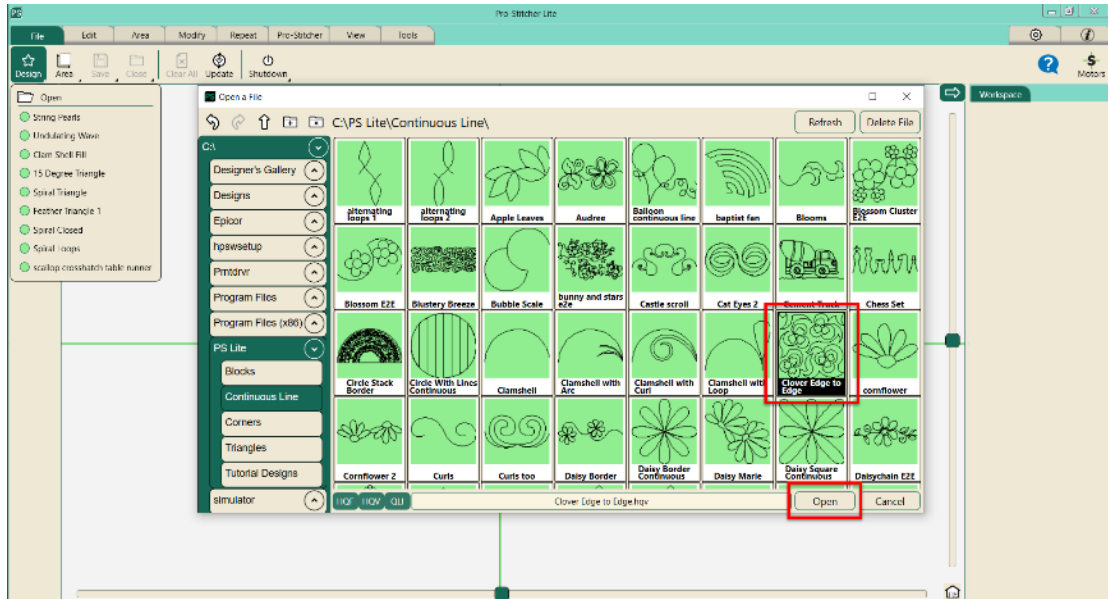 Pro-Stitcher Lite
File Edit Area Modify Repeat Pro-Stitcher View Tools
Design Area Save Close Clear All Update Shutdown Motors
Open
String Pearls
Undulating Wave
Clam Shell Fill
15 Degree Triangle
Spiral Triangle
Feather Triangle 1
Spiral Closed
Spiral Loops
scallop crosshatch table runner
Workspace
PS Open a File
C:\PS Lite\Continuous Line\ Refresh Delete File
C:\
Designer's Gallery
Designs
Epicor
hpswsetup
Prntdrvr
Program Files
Program Files (x86)
PS Lite
Blocks
Continuous Line
Corners
Triangles
Tutorial Designs
simulator
alternating loops 1
alternating loops 2
Apple Leaves
Audree
Balloon continuous line
baptist fan
Blooms
Blossom Cluster E2E
Blossom E2E
Blustery Breeze
Bubble Scale
bunny and stars e2e
Castle scroll
Cat Eyes 2
Cement Truck
Chess Set
Circle Stack Border
Circle With Lines Continuous
Clamshell
Clamshell with Arc
Clamshell with Curl
Clamshell with Loop
Clover Edge to Edge
cornflower
Cornflower 2
Curls
Curls too
Daisy Border
Daisy Border Continuous
Daisy Marie
Daisy Square Continuous
Daisychain E2E
HQF HQV QLI Clover Edge to Edge.hqv Open Cancel